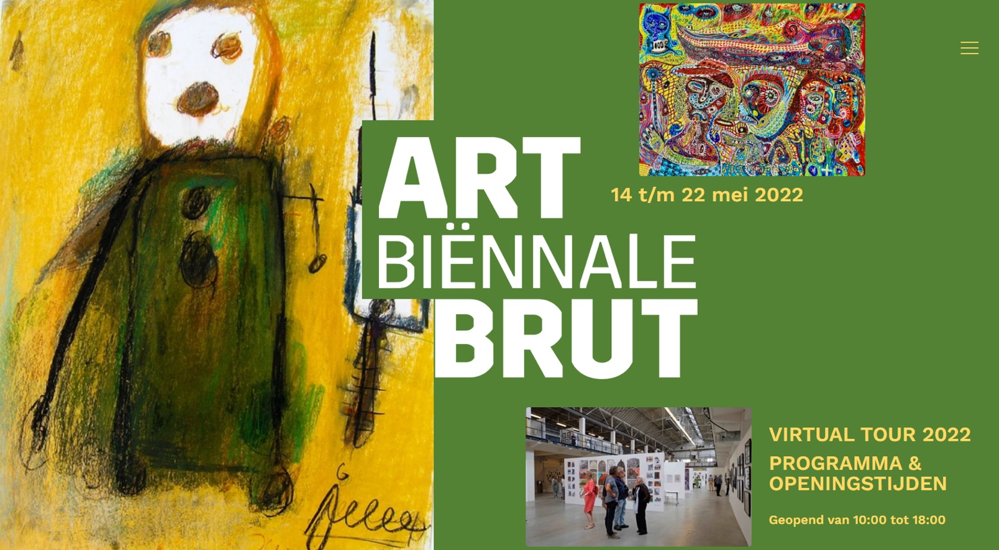 ART
BIËNNALE
BRUT
14 t/m 22 mei 2022
VIRTUAL TOUR 2022
PROGRAMMA &
OPENINGSTIJDEN
Geopend van 10:00 tot 18:00